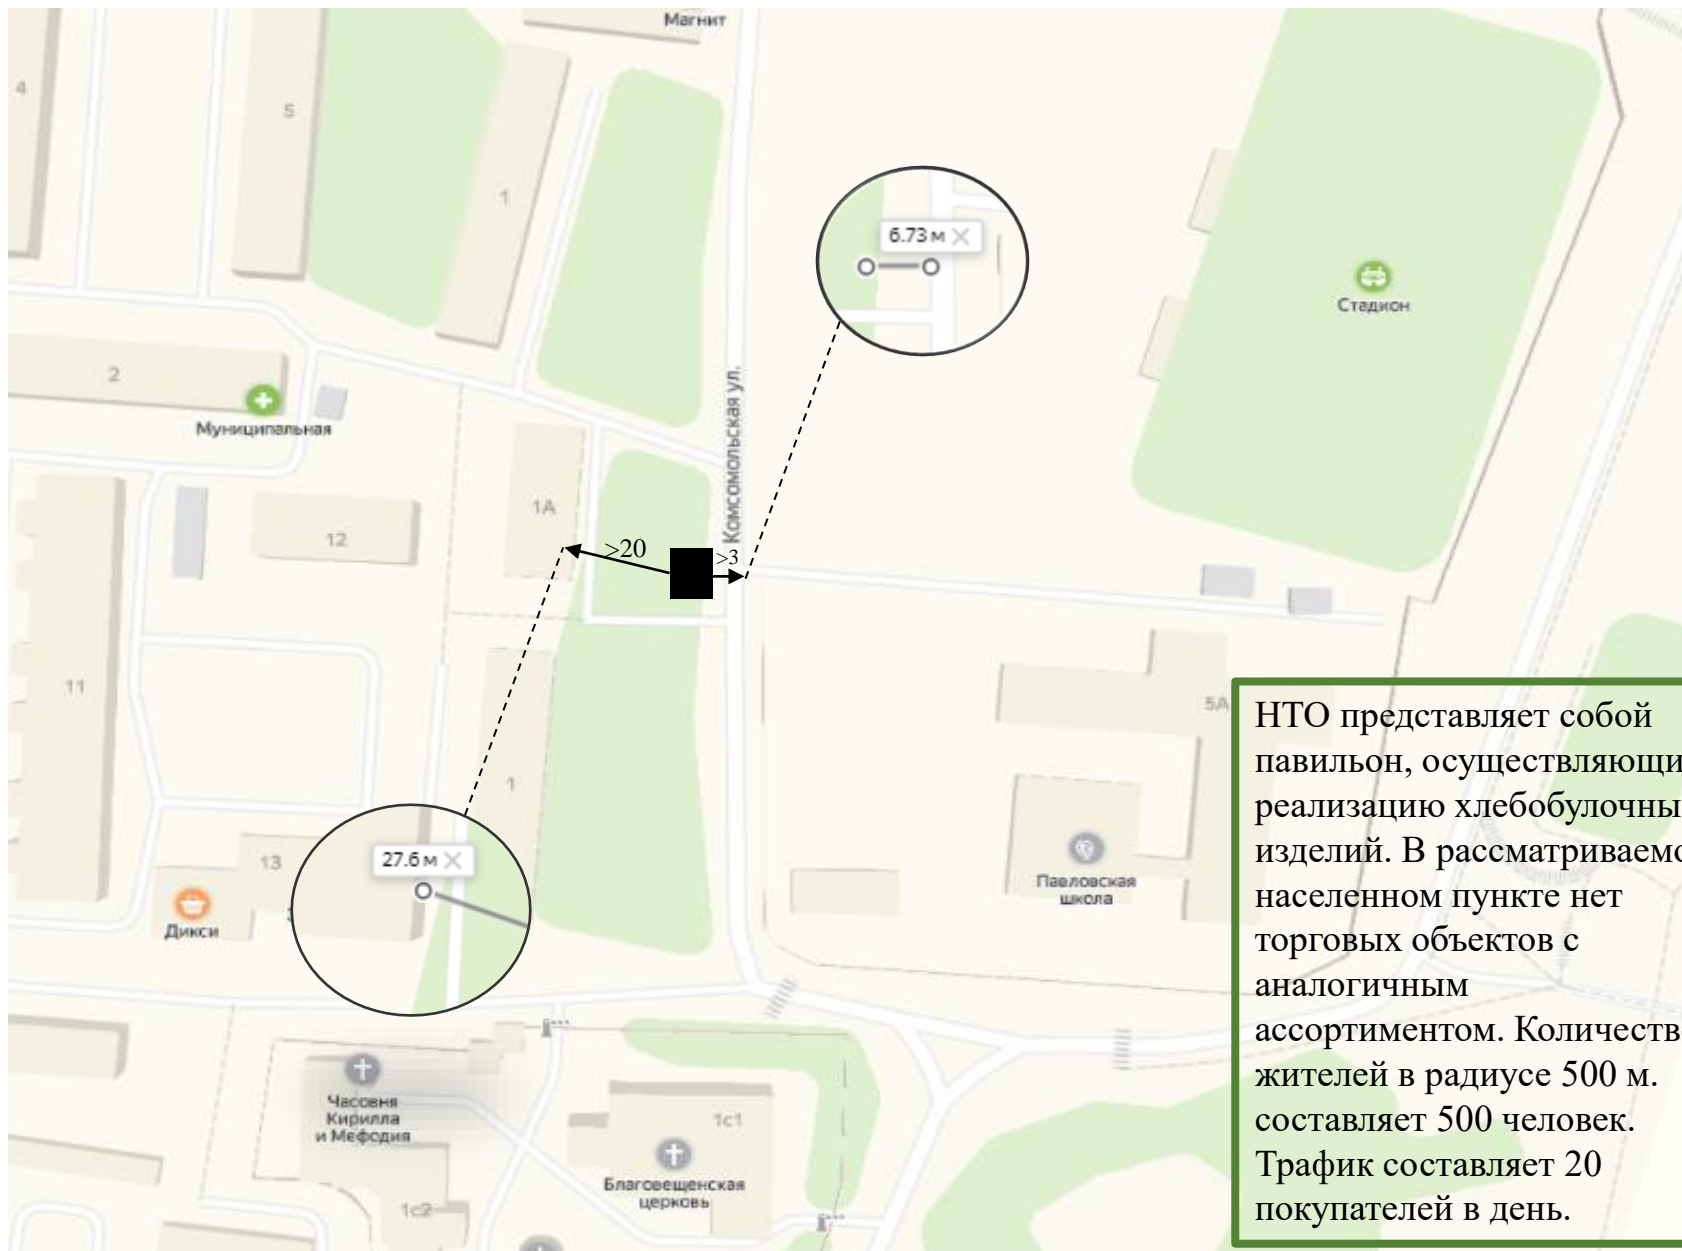 Магнит
4
5
1
6.73 м
Стадион
2
Муниципальная
Комсомольская ул.
1А
12
>20
>3
11
5А
1
27.6 м
13
Дикси
Павловская
школа
НТО представляет собой
павильон, осуществляющи
реализацию хлебобулочны
изделий. В рассматриваемо
населенном пункте нет
торговых объектов с
аналогичным
ассортиментом. Количеств
жителей в радиусе 500 м.
составляет 500 человек.
Трафик составляет 20
покупателей в день.
Часовня
Кирилла
и Мефодия
1с1
Благовещенская
церковь
1с2